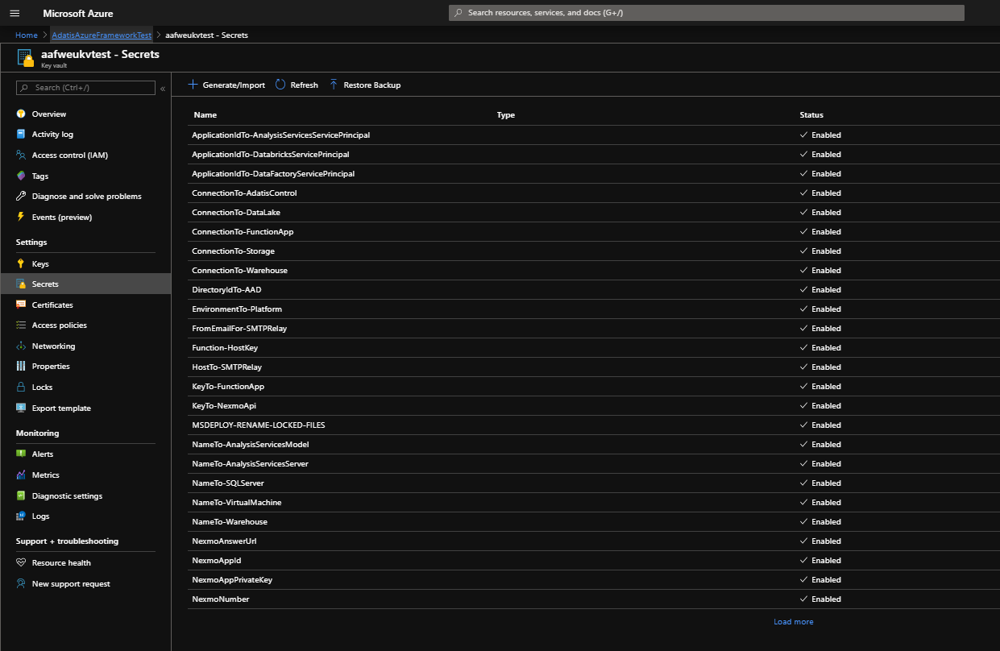 Microsoft Azure
Search resources, services, and docs (G+/)
Home > AdatisAzureFrameworkTest > aafweukvtest - Secrets
aafweukvtest - Secrets
Key vault
Search (Ctrl+/)
«
Overview
Activity log
Access control (IAM)
Tags
Diagnose and solve problems
Events (preview)
Settings
Keys
Secrets
Certificates
Access policies
Networking
Properties
Locks
Export template
Monitoring
Alerts
Metrics
Diagnostic settings
Logs
Support + troubleshooting
Resource health
New support request
Generate/Import Refresh Restore Backup
Name Type Status
ApplicationIdTo-AnalysisServicesServicePrincipal Enabled
ApplicationIdTo-DatabricksServicePrincipal Enabled
ApplicationIdTo-DataFactoryServicePrincipal Enabled
ConnectionTo-AdatisControl Enabled
ConnectionTo-DataLake Enabled
ConnectionTo-FunctionApp Enabled
ConnectionTo-Storage Enabled
ConnectionTo-Warehouse Enabled
DirectoryIdTo-AAD Enabled
EnvironmentTo-Platform Enabled
FromEmailFor-SMTPRelay Enabled
Function-HostKey Enabled
HostTo-SMTPRelay Enabled
KeyTo-FunctionApp Enabled
KeyTo-NexmoApi Enabled
MSDEPLOY-RENAME-LOCKED-FILES Enabled
NameTo-AnalysisServicesModel Enabled
NameTo-AnalysisServicesServer Enabled
NameTo-SQLServer Enabled
NameTo-VirtualMachine Enabled
NameTo-Warehouse Enabled
NexmoAnswerUrl Enabled
NexmoAppId Enabled
NexmoAppPrivateKey Enabled
NexmoNumber Enabled
Load more